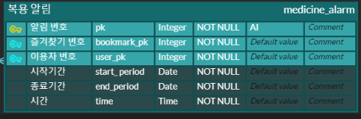 복용 알림 medicine_alarm
알림 번호 pk Integer NOT NULL AI Comment
즐겨찾기 번호 bookmark_pk Integer NOT NULL Default value Comment
이용자 번호 user_pk Integer NOT NULL Default value Comment
시작기간 start_period Date NOT NULL Default value Comment
종료기간 end_period Date NOT NULL Default value Comment
시간 time Time NOT NULL Default value Comment